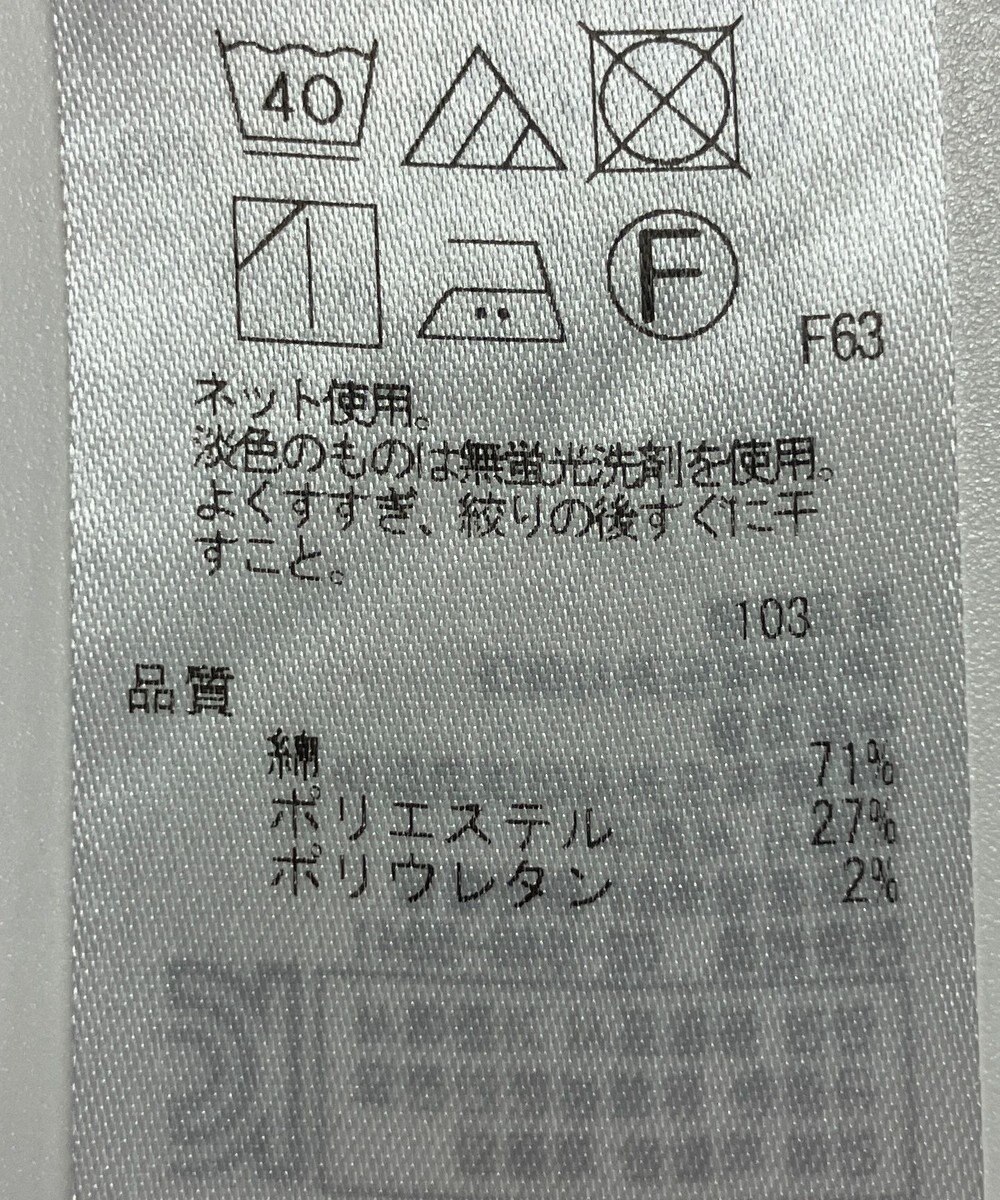 40
F
F63
ネット使用。
淡色のものは無蛍光洗剤を使用。
よくすすぎ、絞りの後すぐに干
すこと。
103
品質
綿 71%
ポリエステル 27%
ポリウレタン 2%